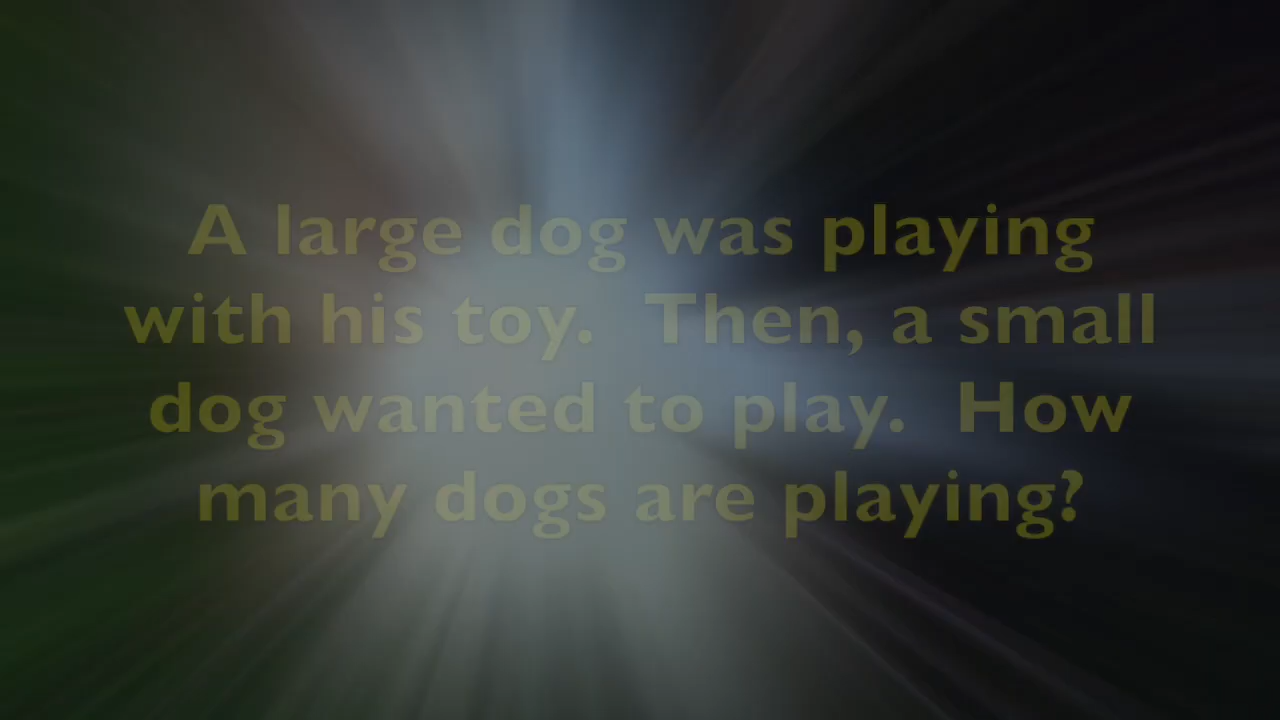 A large dog was playing
with his toy.  Then, a small
dog wanted to play.  How
many dogs are playing?